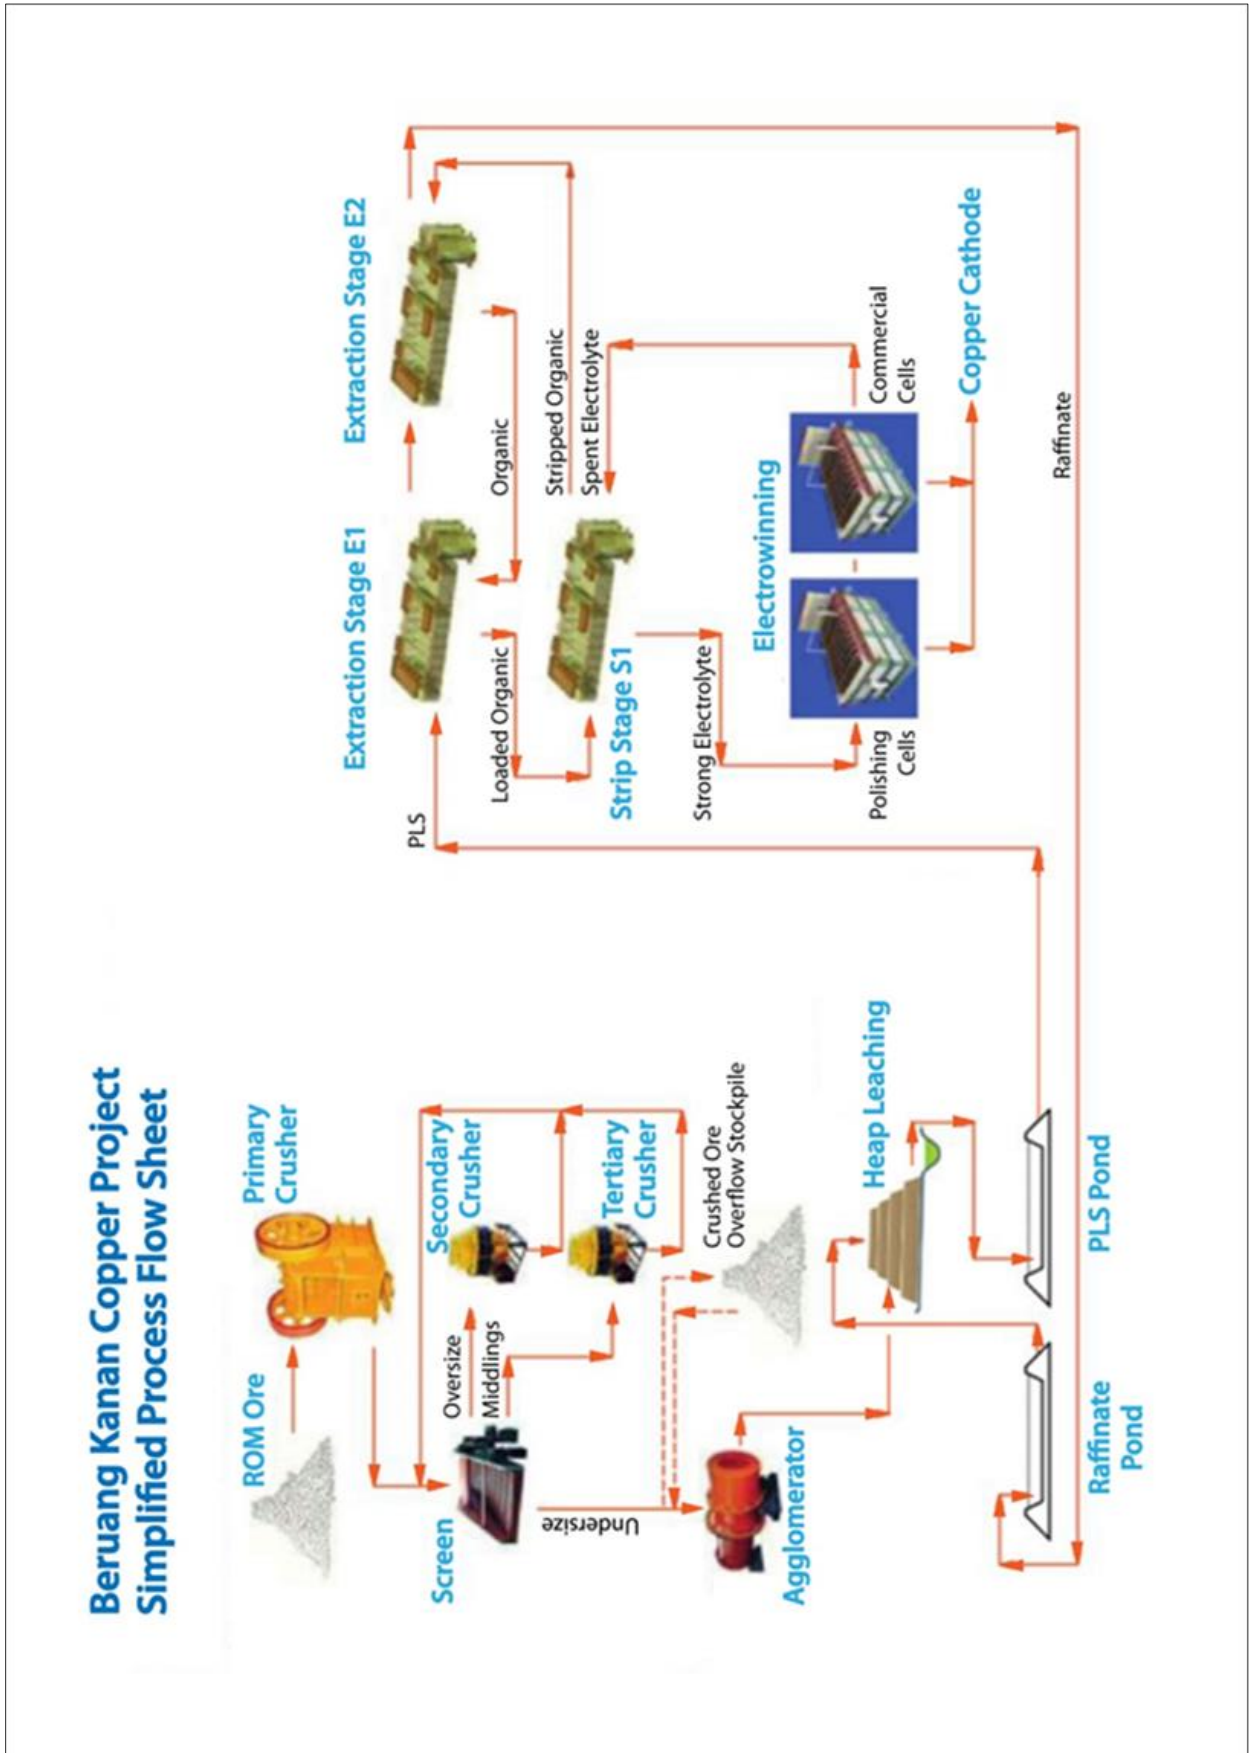 Beruang Kanan Copper Project
Simplified Process Flow Sheet
ROM Ore
Primary
Crusher
Screen
Oversize
Middlings
Undersize
Secondary
Crusher
Tertiary
Crusher
Crushed Ore
Overflow Stockpile
Agglomerator
Heap Leaching
Raffinate
Pond
PLS Pond
PLS
Extraction Stage E1
Extraction Stage E2
Loaded Organic
Organic
Stripped Organic
Spent Electrolyte
Strip Stage S1
Strong Electrolyte
Electrowinning
Polishing
Cells
Commercial
Cells
Copper Cathode
Raffinate